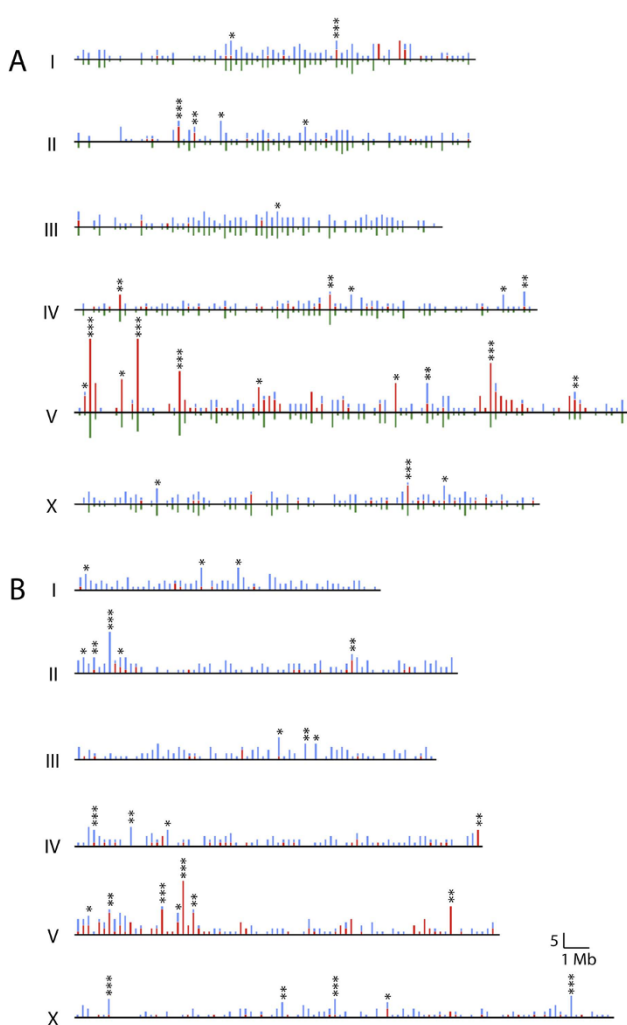 A
* ***
I
*** ** * *
II
*
III
** ** * * **
IV
* *** * *** *** * * ** *** **
V
* *** *
X
B
* * *
I
* ** *** * **
II
* ** *
III
*** ** * **
IV
* ** *** * *** ** **
V
5
1 Mb
*** ** *** * ***
X